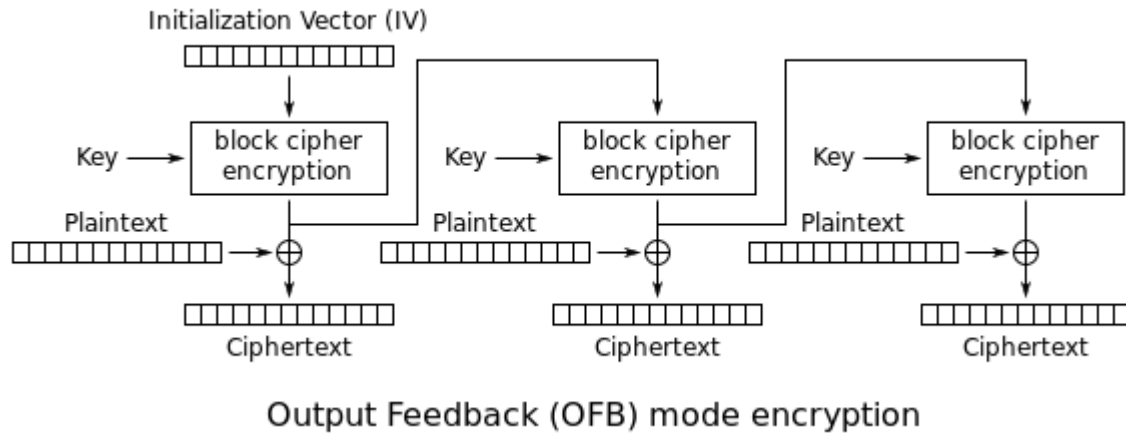 Initialization Vector (IV)
Key
block cipher
encryption
Key
block cipher
encryption
Key
block cipher
encryption
Plaintext
Plaintext
Plaintext
Ciphertext
Ciphertext
Ciphertext
Output Feedback (OFB) mode encryption